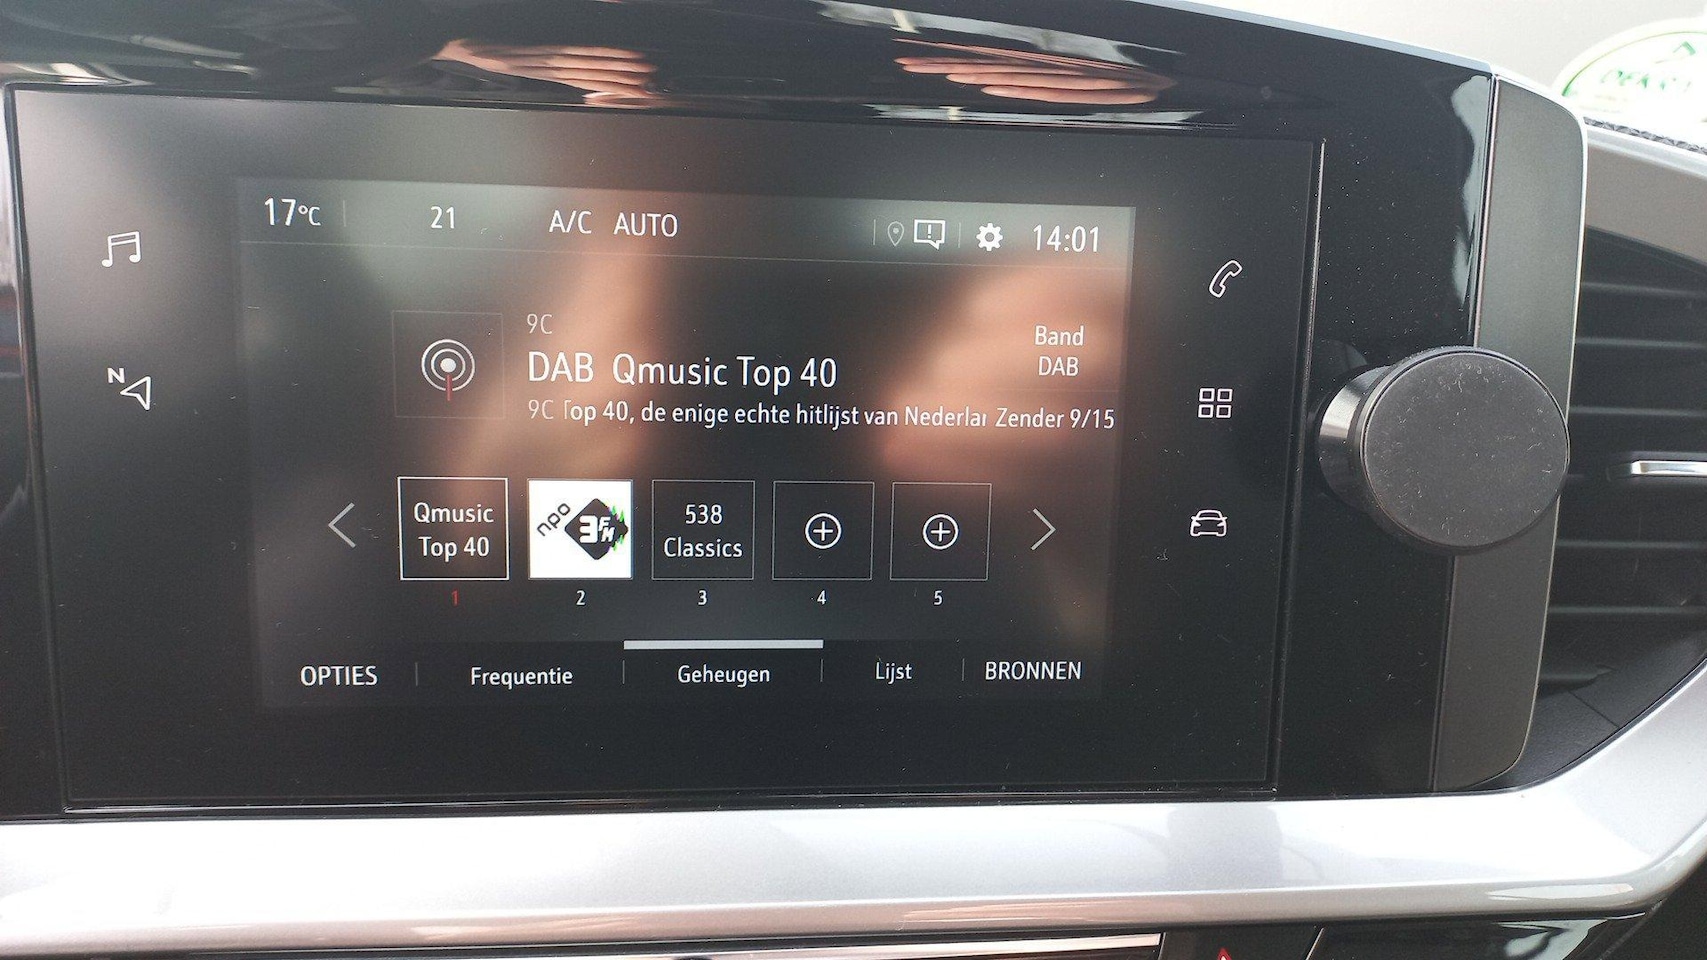 17°C 21 A/C AUTO 14:01
9C
DAB Qmusic Top 40
Band
DAB
9C Top 40, de enige echte hitlijst van Nederlan Zender 9/15
Qmusic
Top 40
npo
3FM
538
Classics
1 2 3 4 5
OPTIES Frequentie Geheugen Lijst BRONNEN
N